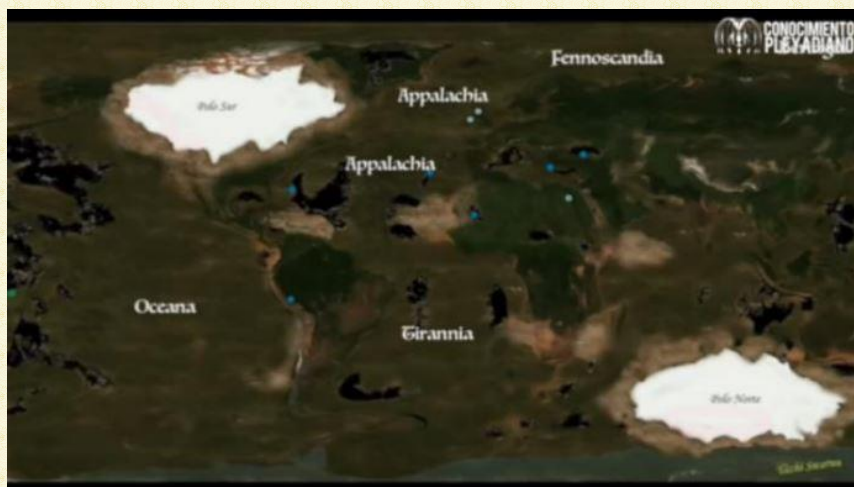 CONOCIMIENTO
PLEYADIANO
Fennoscandia
Appalachia
Polo Sur
Appalachia
Oceana
Tirannia
Polo Norte